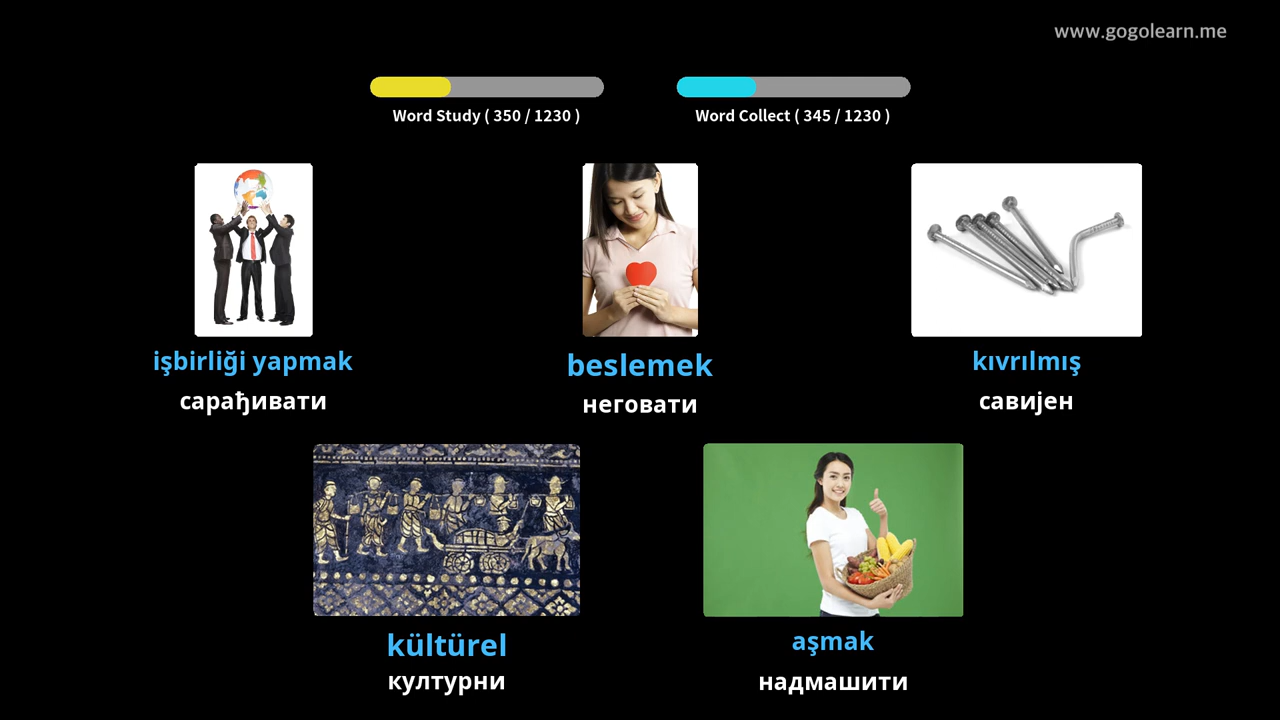 www.gogolearn.me
Word Study ( 350 / 1230 )
Word Collect ( 345 / 1230 )
işbirliği yapmak
сарађивати
beslemek
неговати
kıvrılmış
савијен
kültürel
културни
aşmak
надмашити